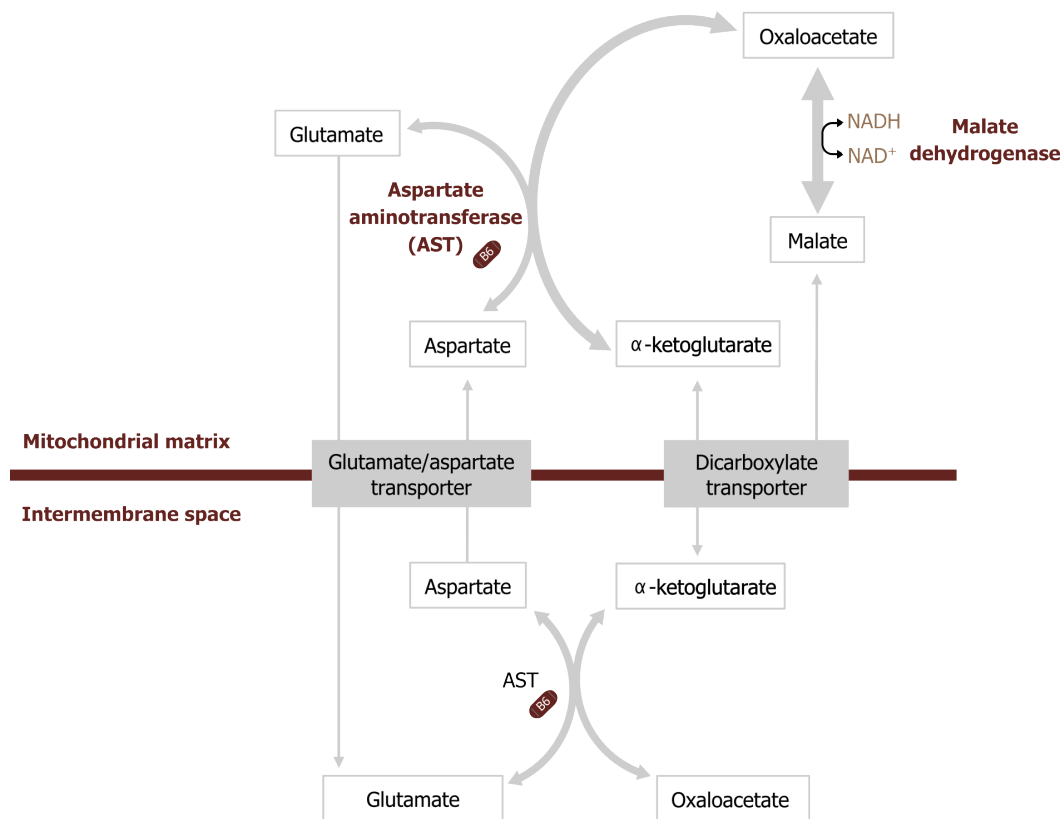 Oxaloacetate
NADH
NAD⁺
Malate
dehydrogenase
Glutamate
Aspartate
aminotransferase
(AST)
B6
Malate
Aspartate
α-ketoglutarate
Mitochondrial matrix
Glutamate/aspartate
transporter
Dicarboxylate
transporter
Intermembrane space
Aspartate
α-ketoglutarate
AST
B6
Glutamate
Oxaloacetate